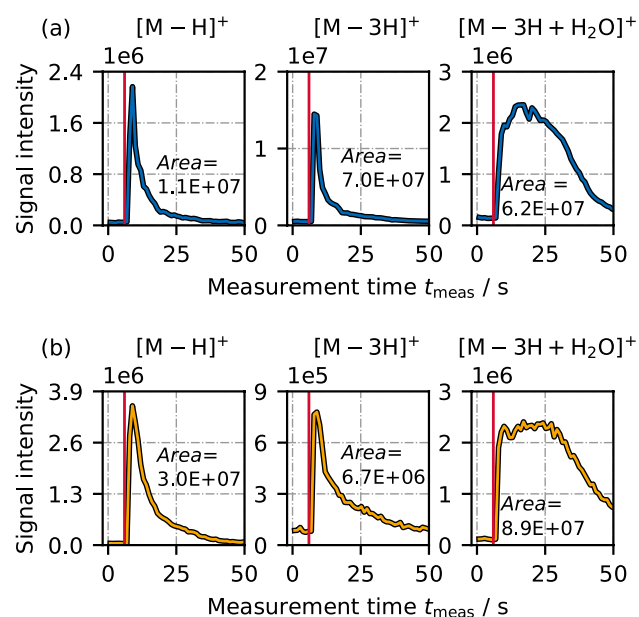 (a) [M − H]⁺ [M − 3H]⁺ [M − 3H + H₂O]⁺
1e6 1e7 1e6
Signal intensity
2.4
1.6
0.8
0.0
Area=
1.1E+07
2
1
0
Area=
7.0E+07
3
2
1
0
Area =
6.2E+07
0 25 50 0 25 50 0 25 50
Measurement time tmeas / s
(b) [M − H]⁺ [M − 3H]⁺ [M − 3H + H₂O]⁺
1e6 1e5 1e6
Signal intensity
3.9
2.6
1.3
0.0
Area=
3.0E+07
9
6
3
0
Area=
6.7E+06
3
2
1
0
Area=
8.9E+07
0 25 50 0 25 50 0 25 50
Measurement time tmeas / s